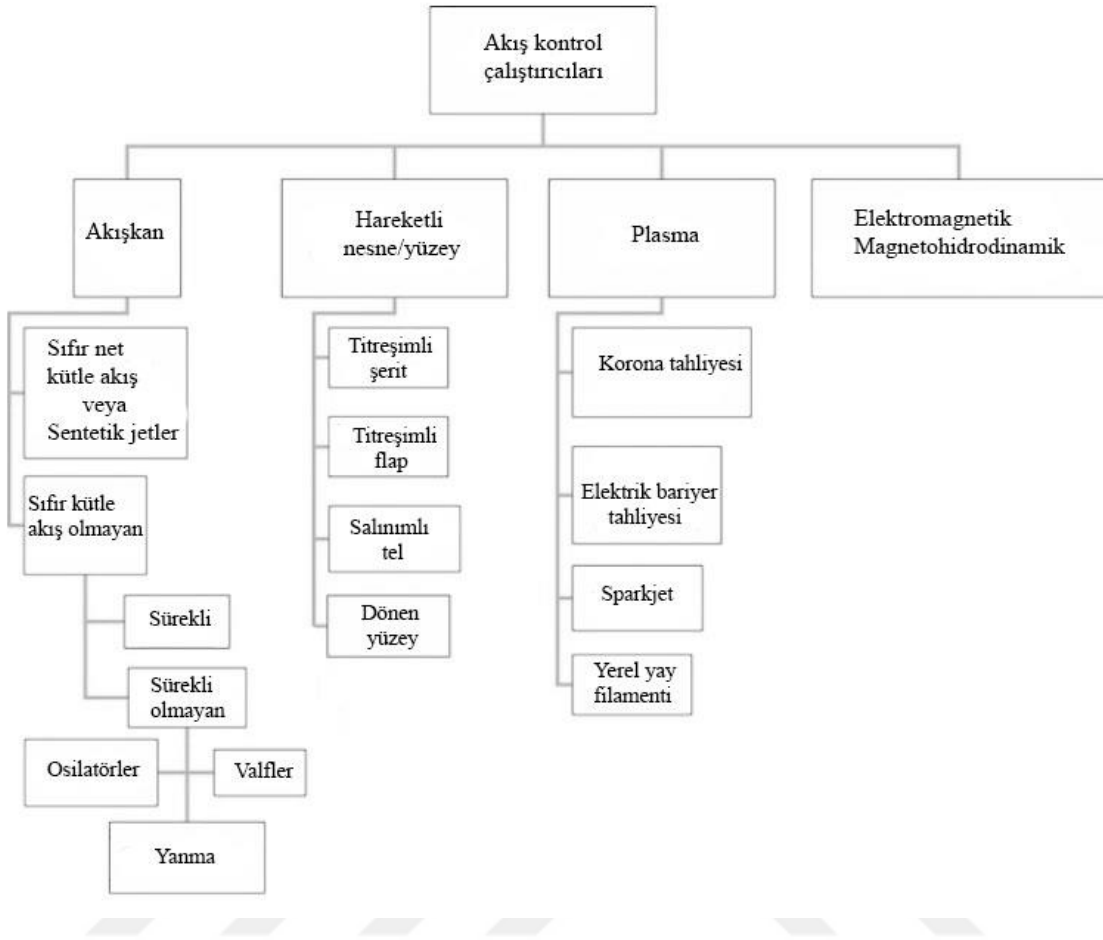 Akış kontrol
çalıştırıcıları
Akışkan
Hareketli
nesne/yüzey
Plasma
Elektromagnetik
Magnetohidrodinamik
Sıfır net
kütle akış
veya
Sentetik jetler
Sıfır kütle
akış olmayan
Sürekli
Sürekli
olmayan
Osilatörler
Valfler
Yanma
Titreşimli
şerit
Titreşimli
flap
Salınımlı
tel
Dönen
yüzey
Korona tahliyesi
Elektrik bariyer
tahliyesi
Sparkjet
Yerel yay
filamenti